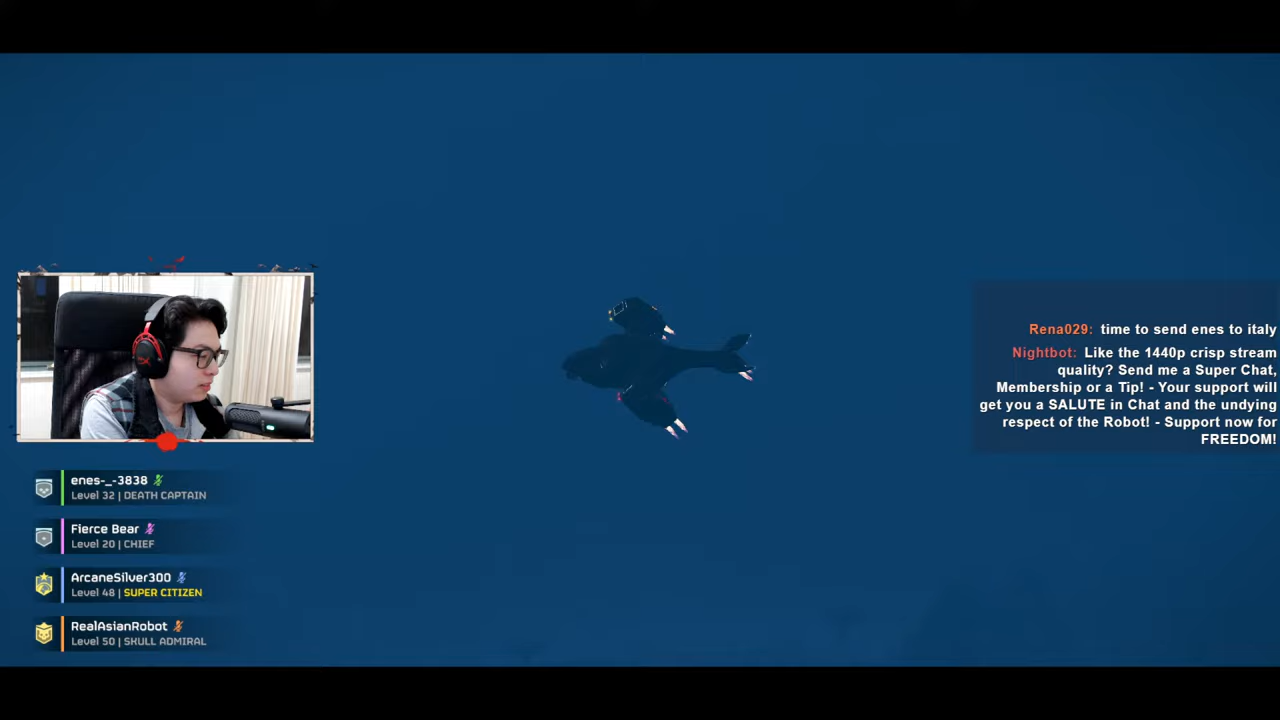 Rena029: time to send enes to italy
Nightbot: Like the 1440p crisp stream
quality? Send me a Super Chat,
Membership or a Tip! - Your support will
get you a SALUTE in Chat and the undying
respect of the Robot! - Support now for
FREEDOM!
enes-_-3838
Level 32 | DEATH CAPTAIN
Fierce Bear
Level 20 | CHIEF
ArcaneSilver300
Level 48 | SUPER CITIZEN
RealAsianRobot
Level 50 | SKULL ADMIRAL